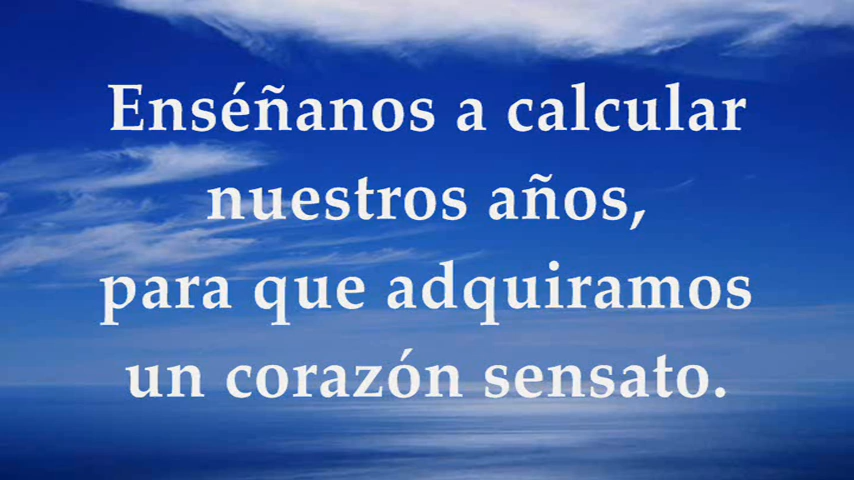 Enséñanos a calcular
nuestros años,
para que adquiramos
un corazón sensato.